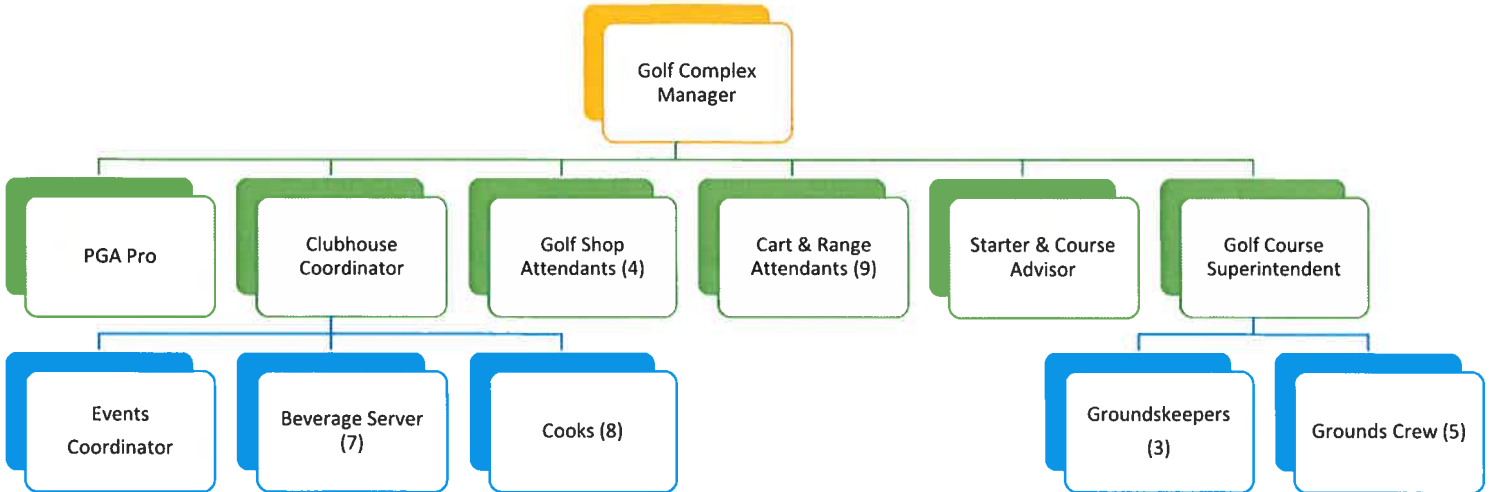 Golf Complex
Manager
PGA Pro
Clubhouse
Coordinator
Golf Shop
Attendants (4)
Cart & Range
Attendants (9)
Starter & Course
Advisor
Golf Course
Superintendent
Events
Coordinator
Beverage Server
(7)
Cooks (8)
Groundskeepers
(3)
Grounds Crew (5)